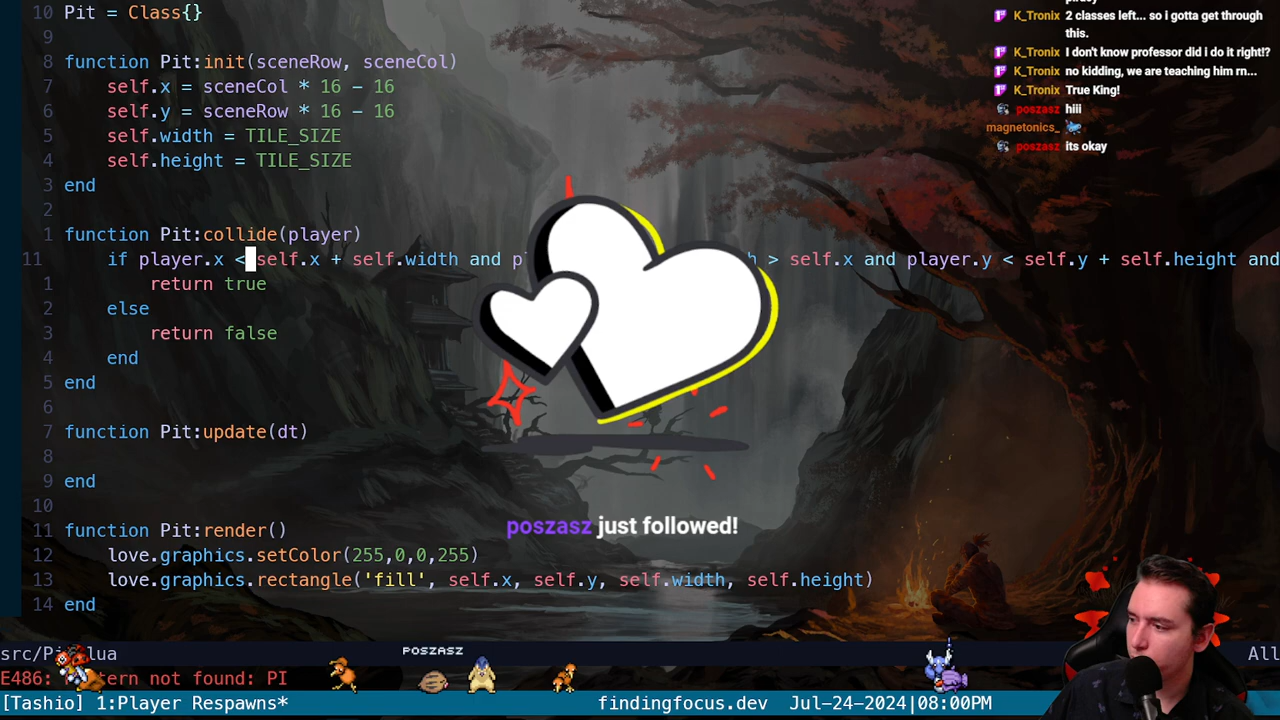 10 Pit = Class{}
9
8 function Pit:init(sceneRow, sceneCol)
7 self.x = sceneCol * 16 - 16
6 self.y = sceneRow * 16 - 16
5 self.width = TILE_SIZE
4 self.height = TILE_SIZE
3 end
2
1 function Pit:collide(player)
11 if player.x < self.x + self.width and > self.x and player.y < self.y + self.height and
1 return true
2 else
3 return false
4 end
5 end
6
7 function Pit:update(dt)
8
9 end
10
11 function Pit:render()
12 love.graphics.setColor(255,0,0,255)
13 love.graphics.rectangle('fill', self.x, self.y, self.width, self.height)
14 end
K_Tronix 2 classes left... so i gotta get through
this.
K_Tronix I don't know professor did i do it right!?
K_Tronix no kidding, we are teaching him rn...
K_Tronix True King!
poszasz hiii
magnetonics_
poszasz its okay
poszasz just followed!
POSZASZ
All
E486: not found: PI
[Tashio] 1:Player Respawns*
findingfocus.dev Jul-24-2024|08:00PM